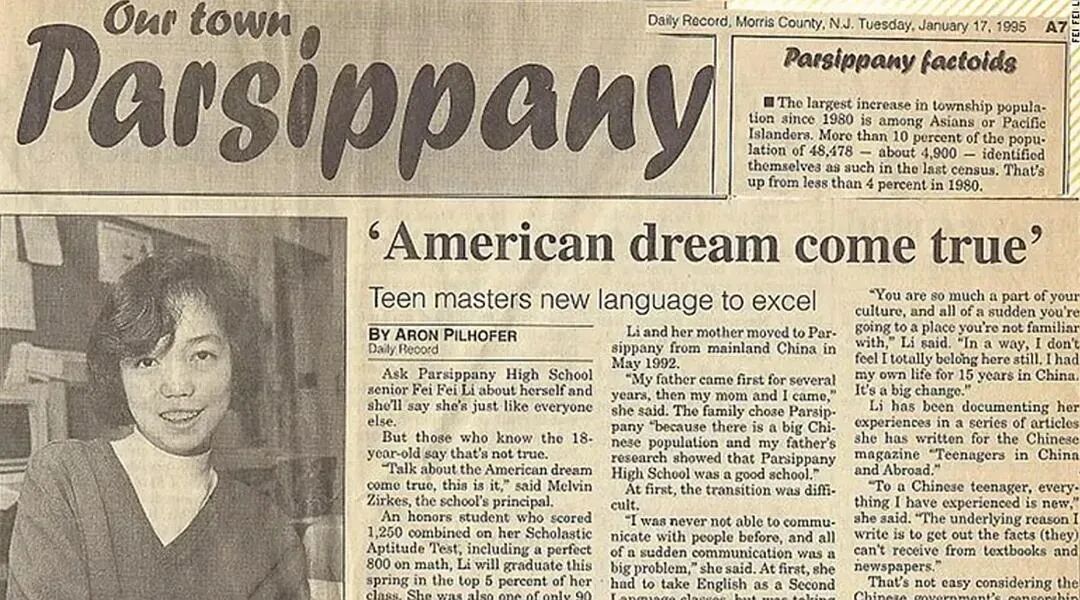 Our town
Parsippany
Daily Record, Morris County, N.J. Tuesday, January 17, 1995 A7
Parsippany factoids
■ The largest increase in township popula-
tion since 1980 is among Asians or Pacific
Islanders. More than 10 percent of the popu-
lation of 48,478 — about 4,900 — identified
themselves as such in the last census. That's
up from less than 4 percent in 1980.
'American dream come true'
Teen masters new language to excel
BY ARON PILHOFER
Daily Record
Ask Parsippany High School
senior Fei Fei Li about herself and
she'll say she's just like everyone
else.
But those who know the 18-
year-old say that's not true.
"Talk about the American dream
come true, this is it," said Melvin
Zirkes, the school's principal.
An honors student who scored
1,250 combined on her Scholastic
Aptitude Test, including a perfect
800 on math, Li will graduate this
spring in the top 5 percent of her
class. She was also one of only 90
Li and her mother moved to Par-
sippany from mainland China in
May 1992.
"My father came first for several
years, then my mom and I came,"
she said. The family chose Parsip-
pany "because there is a big Chi-
nese population and my father's
research showed that Parsippany
High School was a good school."
At first, the transition was diffi-
cult.
"I was never not able to commu-
nicate with people before, and all
of a sudden communication was a
big problem," she said. At first, she
had to take English as a Second
Language classes, but was taking
"You are so much a part of your
culture, and all of a sudden you're
going to a place you're not familiar
with," Li said. "In a way, I don't
feel I totally belong here still. I had
my own life for 15 years in China.
It's a big change."
Li has been documenting her
experiences in a series of articles
she has written for the Chinese
magazine "Teenagers in China
and Abroad."
"To a Chinese teenager, every-
thing I have experienced is new,"
she said. "The underlying reason I
write is to get out the facts (they)
can't receive from textbooks and
newspapers."
That's not easy considering the
Chinese government's censorship
FEI FEI LI